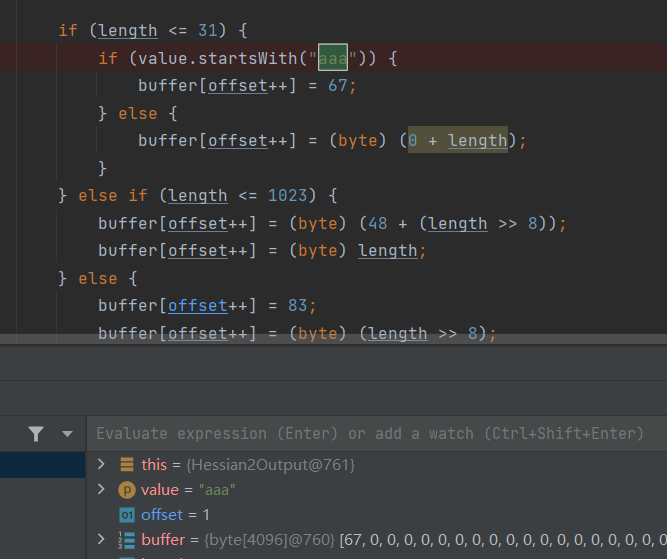 if (length <= 31) {
if (value.startsWith("aaa")) {
buffer[offset++] = 67;
} else {
buffer[offset++] = (byte) (0 + length);
}
} else if (length <= 1023) {
buffer[offset++] = (byte) (48 + (length >> 8));
buffer[offset++] = (byte) length;
} else {
buffer[offset++] = 83;
buffer[offset++] = (byte) (length >> 8);
Evaluate expression (Enter) or add a watch (Ctrl+Shift+Enter)
this = {Hessian2Output@761}
p value = "aaa"
01 offset = 1
buffer = {byte[4096]@760} [67, 0, 0, 0, 0, 0, 0, 0, 0, 0, 0, 0, 0, 0, 0, 0, 0, 0, 0